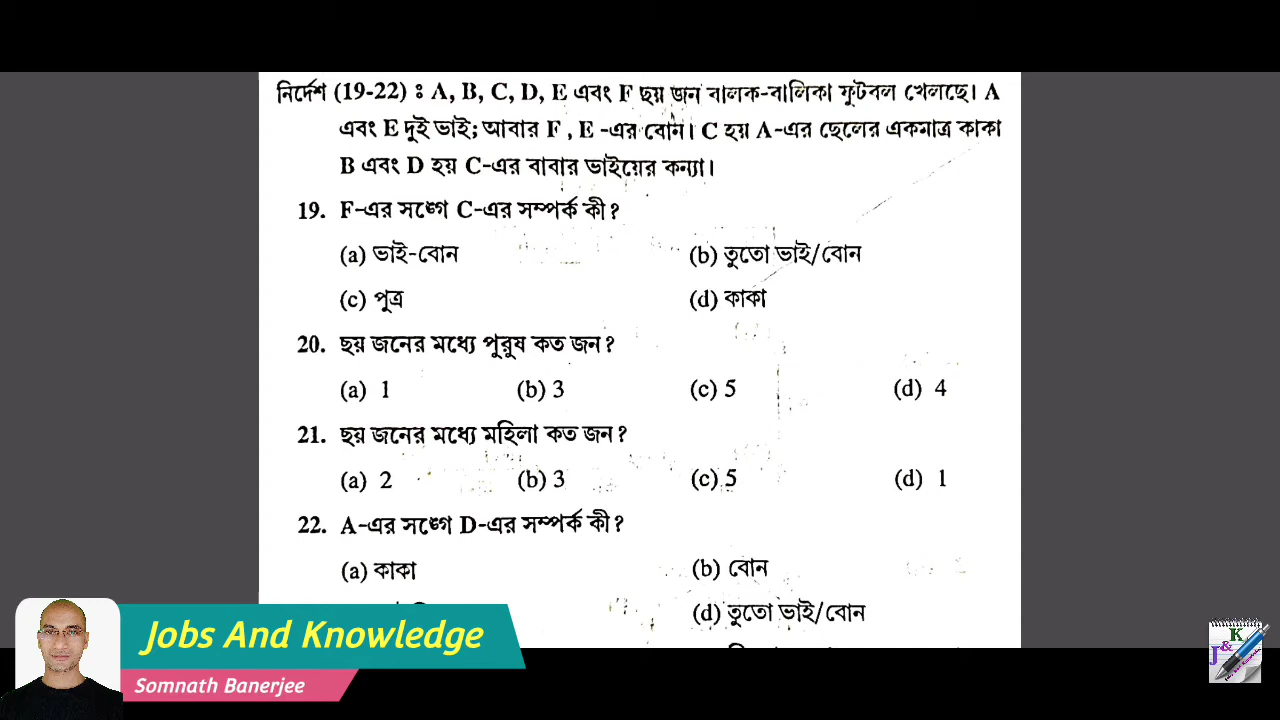 নির্দেশ (19-22) ঃ A, B, C, D, E এবং F ছয় জন বালক-বালিকা ফুটবল খেলছে। A
এবং E দুই ভাই; আবার F , E -এর বোন। C হয় A-এর ছেলের একমাত্র কাকা
B এবং D হয় C-এর বাবার ভাইয়ের কন্যা।
19. F-এর সঙ্গে C-এর সম্পর্ক কী?
(a) ভাই-বোন (b) তুতো ভাই/বোন
(c) পুত্র (d) কাকা
20. ছয় জনের মধ্যে পুরুষ কত জন?
(a) 1 (b) 3 (c) 5 (d) 4
21. ছয় জনের মধ্যে মহিলা কত জন?
(a) 2 (b) 3 (c) 5 (d) 1
22. A-এর সঙ্গে D-এর সম্পর্ক কী?
(a) কাকা (b) বোন
(d) তুতো ভাই/বোন
Jobs And Knowledge
Somnath Banerjee
J&K